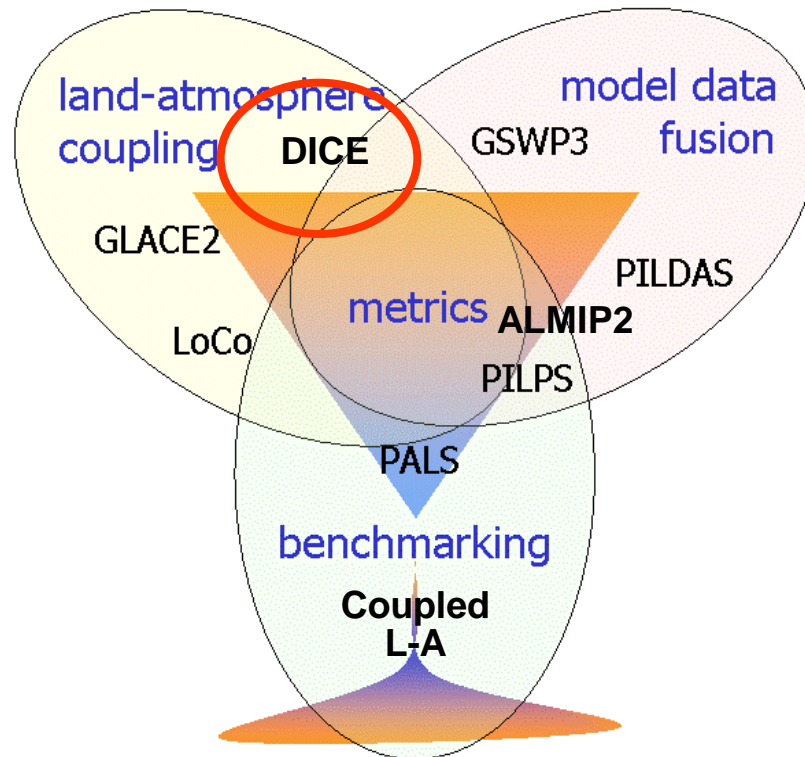 land-atmosphere
coupling
DICE
model data
fusion
GSWP3
GLACE2
PILDAS
LoCo
metrics
ALMIP2
PILPS
PALS
benchmarking
Coupled
L-A